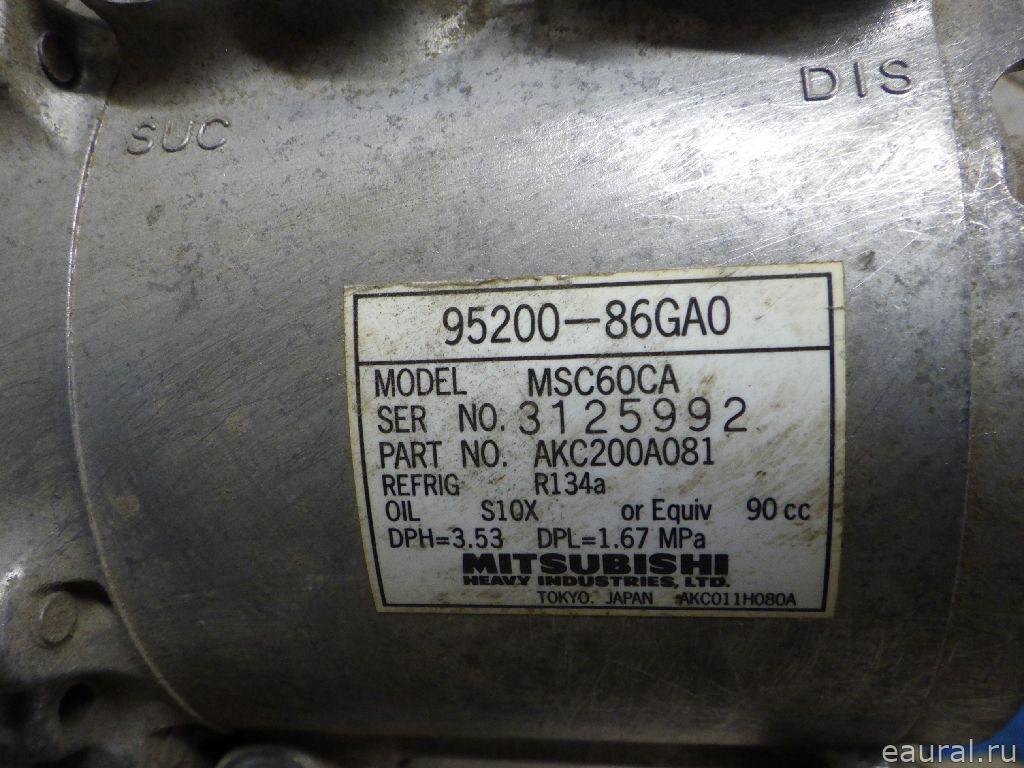 SUC
DIS
95200-86GA0
MODEL MSC60CA
SER NO. 3125992
PART NO. AKC200A081
REFRIG R134a
OIL S10X or Equiv 90 cc
DPH=3.53 DPL=1.67 MPa
MITSUBISHI
HEAVY INDUSTRIES, LTD.
TOKYO. JAPAN AKC011H080A
eaural.ru